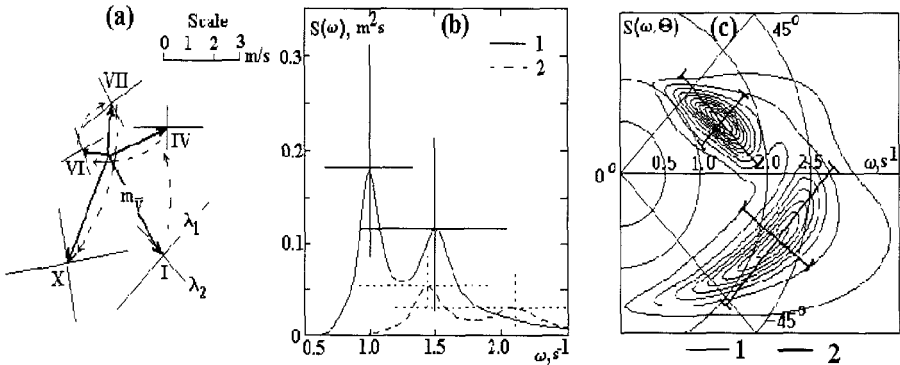 (a)
Scale
0 1 2 3 m/s
VII
IV
VI
m_V̅
λ₁
X
I
λ₂
S(ω), m²s
(b)
1
2
0.3
0.2
0.1
0
0.5 1.0 1.5 2.0 ω,s⁻¹
S(ω,Θ)
(c)
45⁰
0⁰
0.5 1.0 2.0 2.5 ω,s¹
-45⁰
1 2